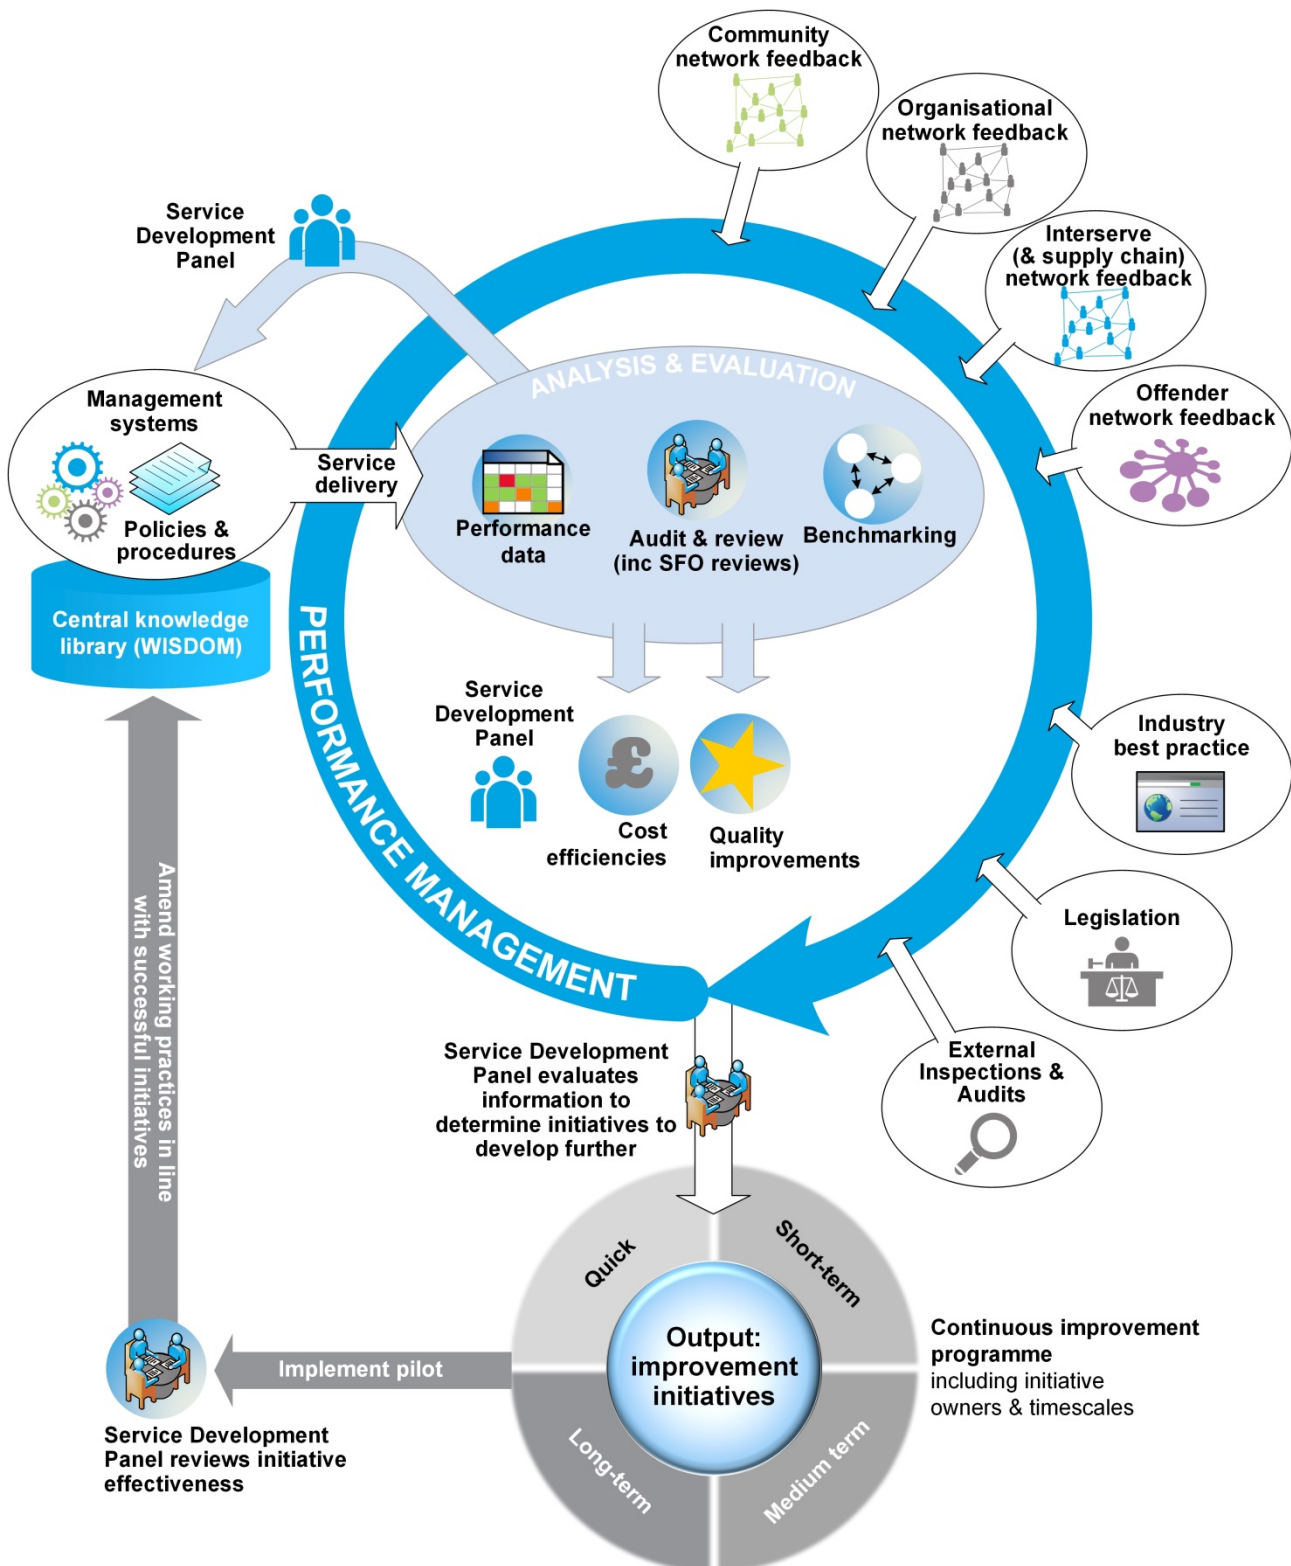 Community
network feedback
Organisational
network feedback
Interserve
(& supply chain)
network feedback
Offender
network feedback
Service
Development
Panel
ANALYSIS & EVALUATION
Management
systems
Policies &
procedures
Service
delivery
Performance
data
Audit & review
(inc SFO reviews)
Benchmarking
Central knowledge
library (WISDOM)
PERFORMANCE MANAGEMENT
Service
Development
Panel
£
Cost
efficiencies
Quality
improvements
Industry
best practice
Legislation
External
Inspections &
Audits
Amend working practices in line
with successful initiatives
Service Development
Panel evaluates
information to
determine initiatives to
develop further
Quick
Short-term
Output:
improvement
initiatives
Long-term
Medium term
Continuous improvement
programme
including initiative
owners & timescales
Implement pilot
Service Development
Panel reviews initiative
effectiveness